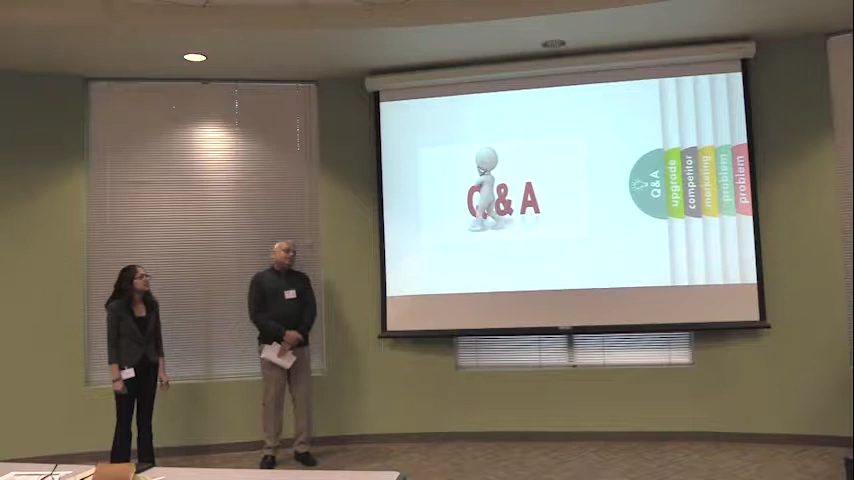 Q&A
Q&A
upgrade
competitor
marketing
problem
problem